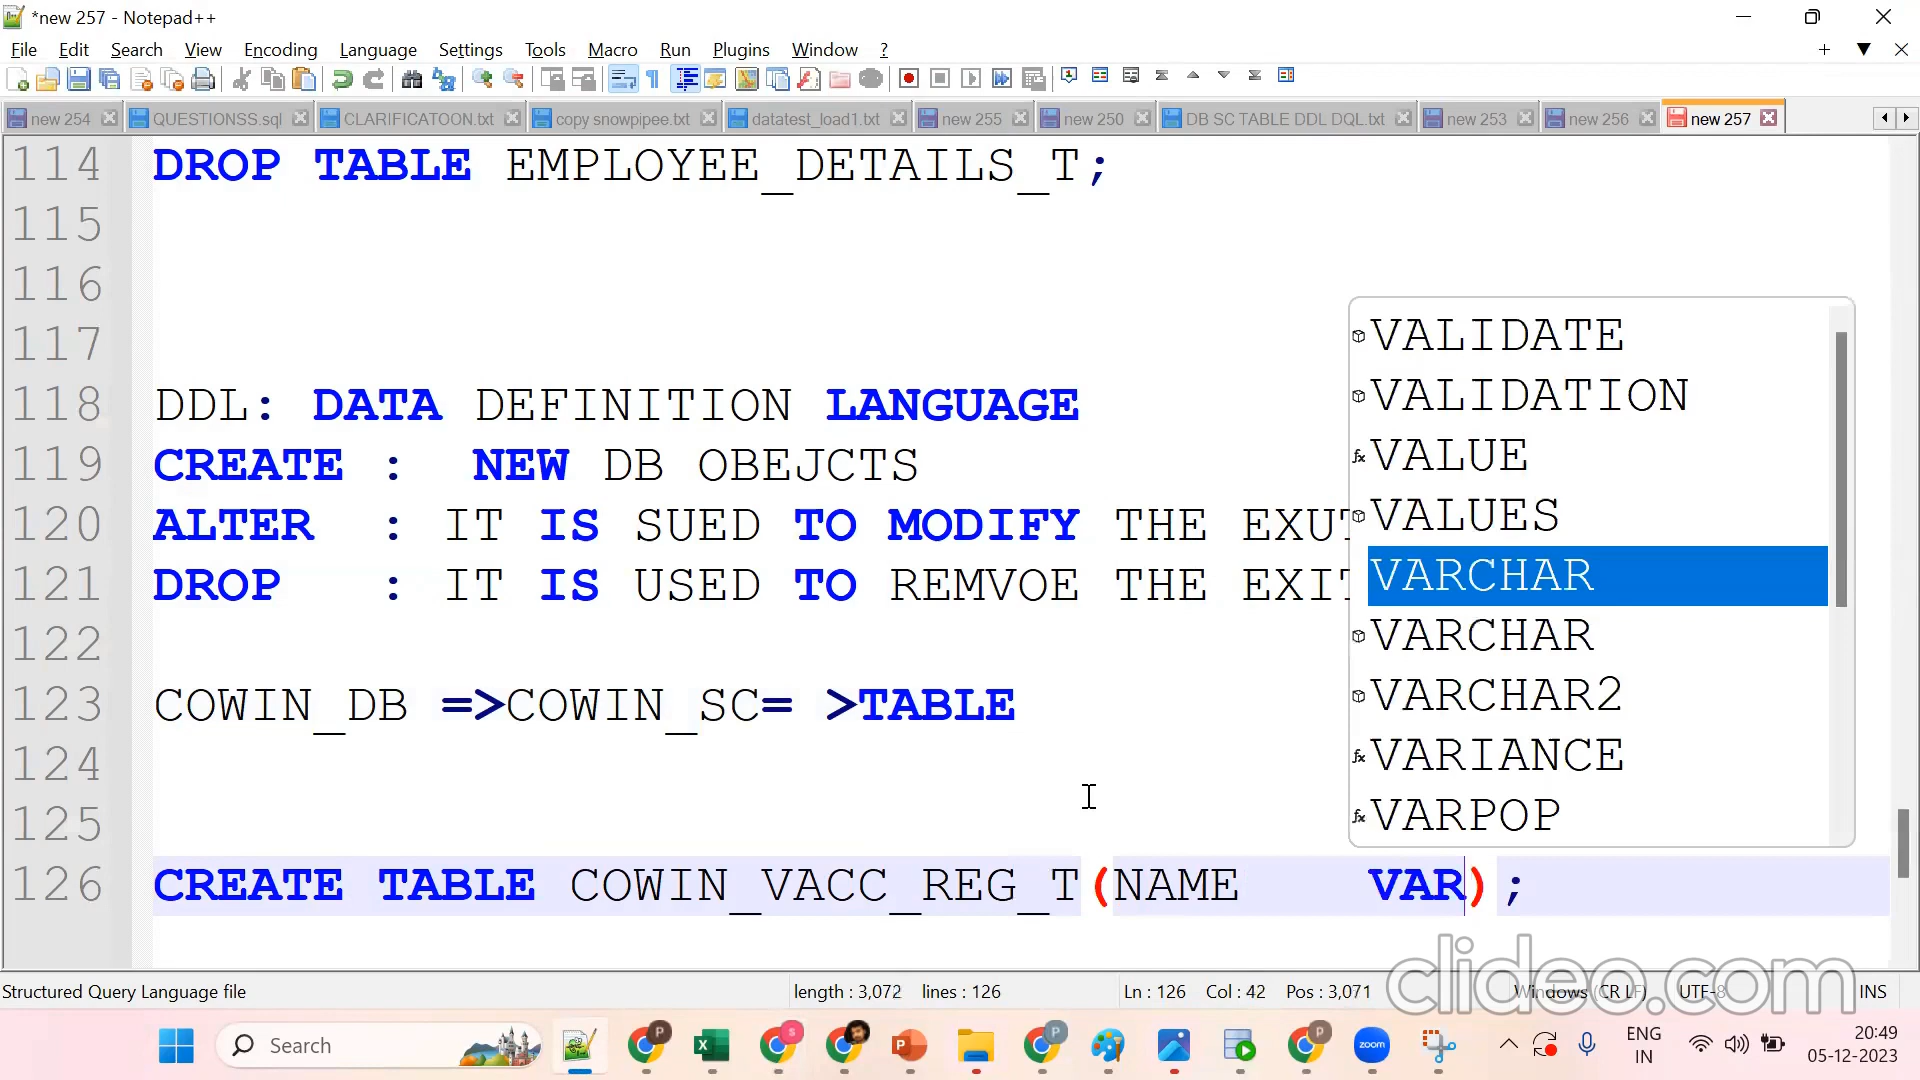 *new 257 - Notepad++
File Edit Search View Encoding Language Settings Tools Macro Run Plugins Window ?
new 254 QUESTIONSS.sql CLARIFICATOON.txt copy snowpipee.txt datatest_load1.txt new 255 new 250 DB SC TABLE DDL DQL.txt new 253 new 256 new 257
114 DROP TABLE EMPLOYEE_DETAILS_T;
115
116
117
118 DDL: DATA DEFINITION LANGUAGE
119 CREATE : NEW DB OBEJCTS
120 ALTER : IT IS SUED TO MODIFY THE EXUT
121 DROP : IT IS USED TO REMVOE THE EXIT
122
123 COWIN_DB =>COWIN_SC= >TABLE
124
125
126 CREATE TABLE COWIN_VACC_REG_T(NAME VAR);
VALIDATE
VALIDATION
VALUE
VALUES
VARCHAR
VARCHAR
VARCHAR2
VARIANCE
VARPOP
clideo.com
Structured Query Language file length : 3,072 lines : 126 Ln : 126 Col : 42 Pos : 3,071 Windows (CR LF) UTF-8 INS
Search
zoom
ENG
IN
20:49
05-12-2023